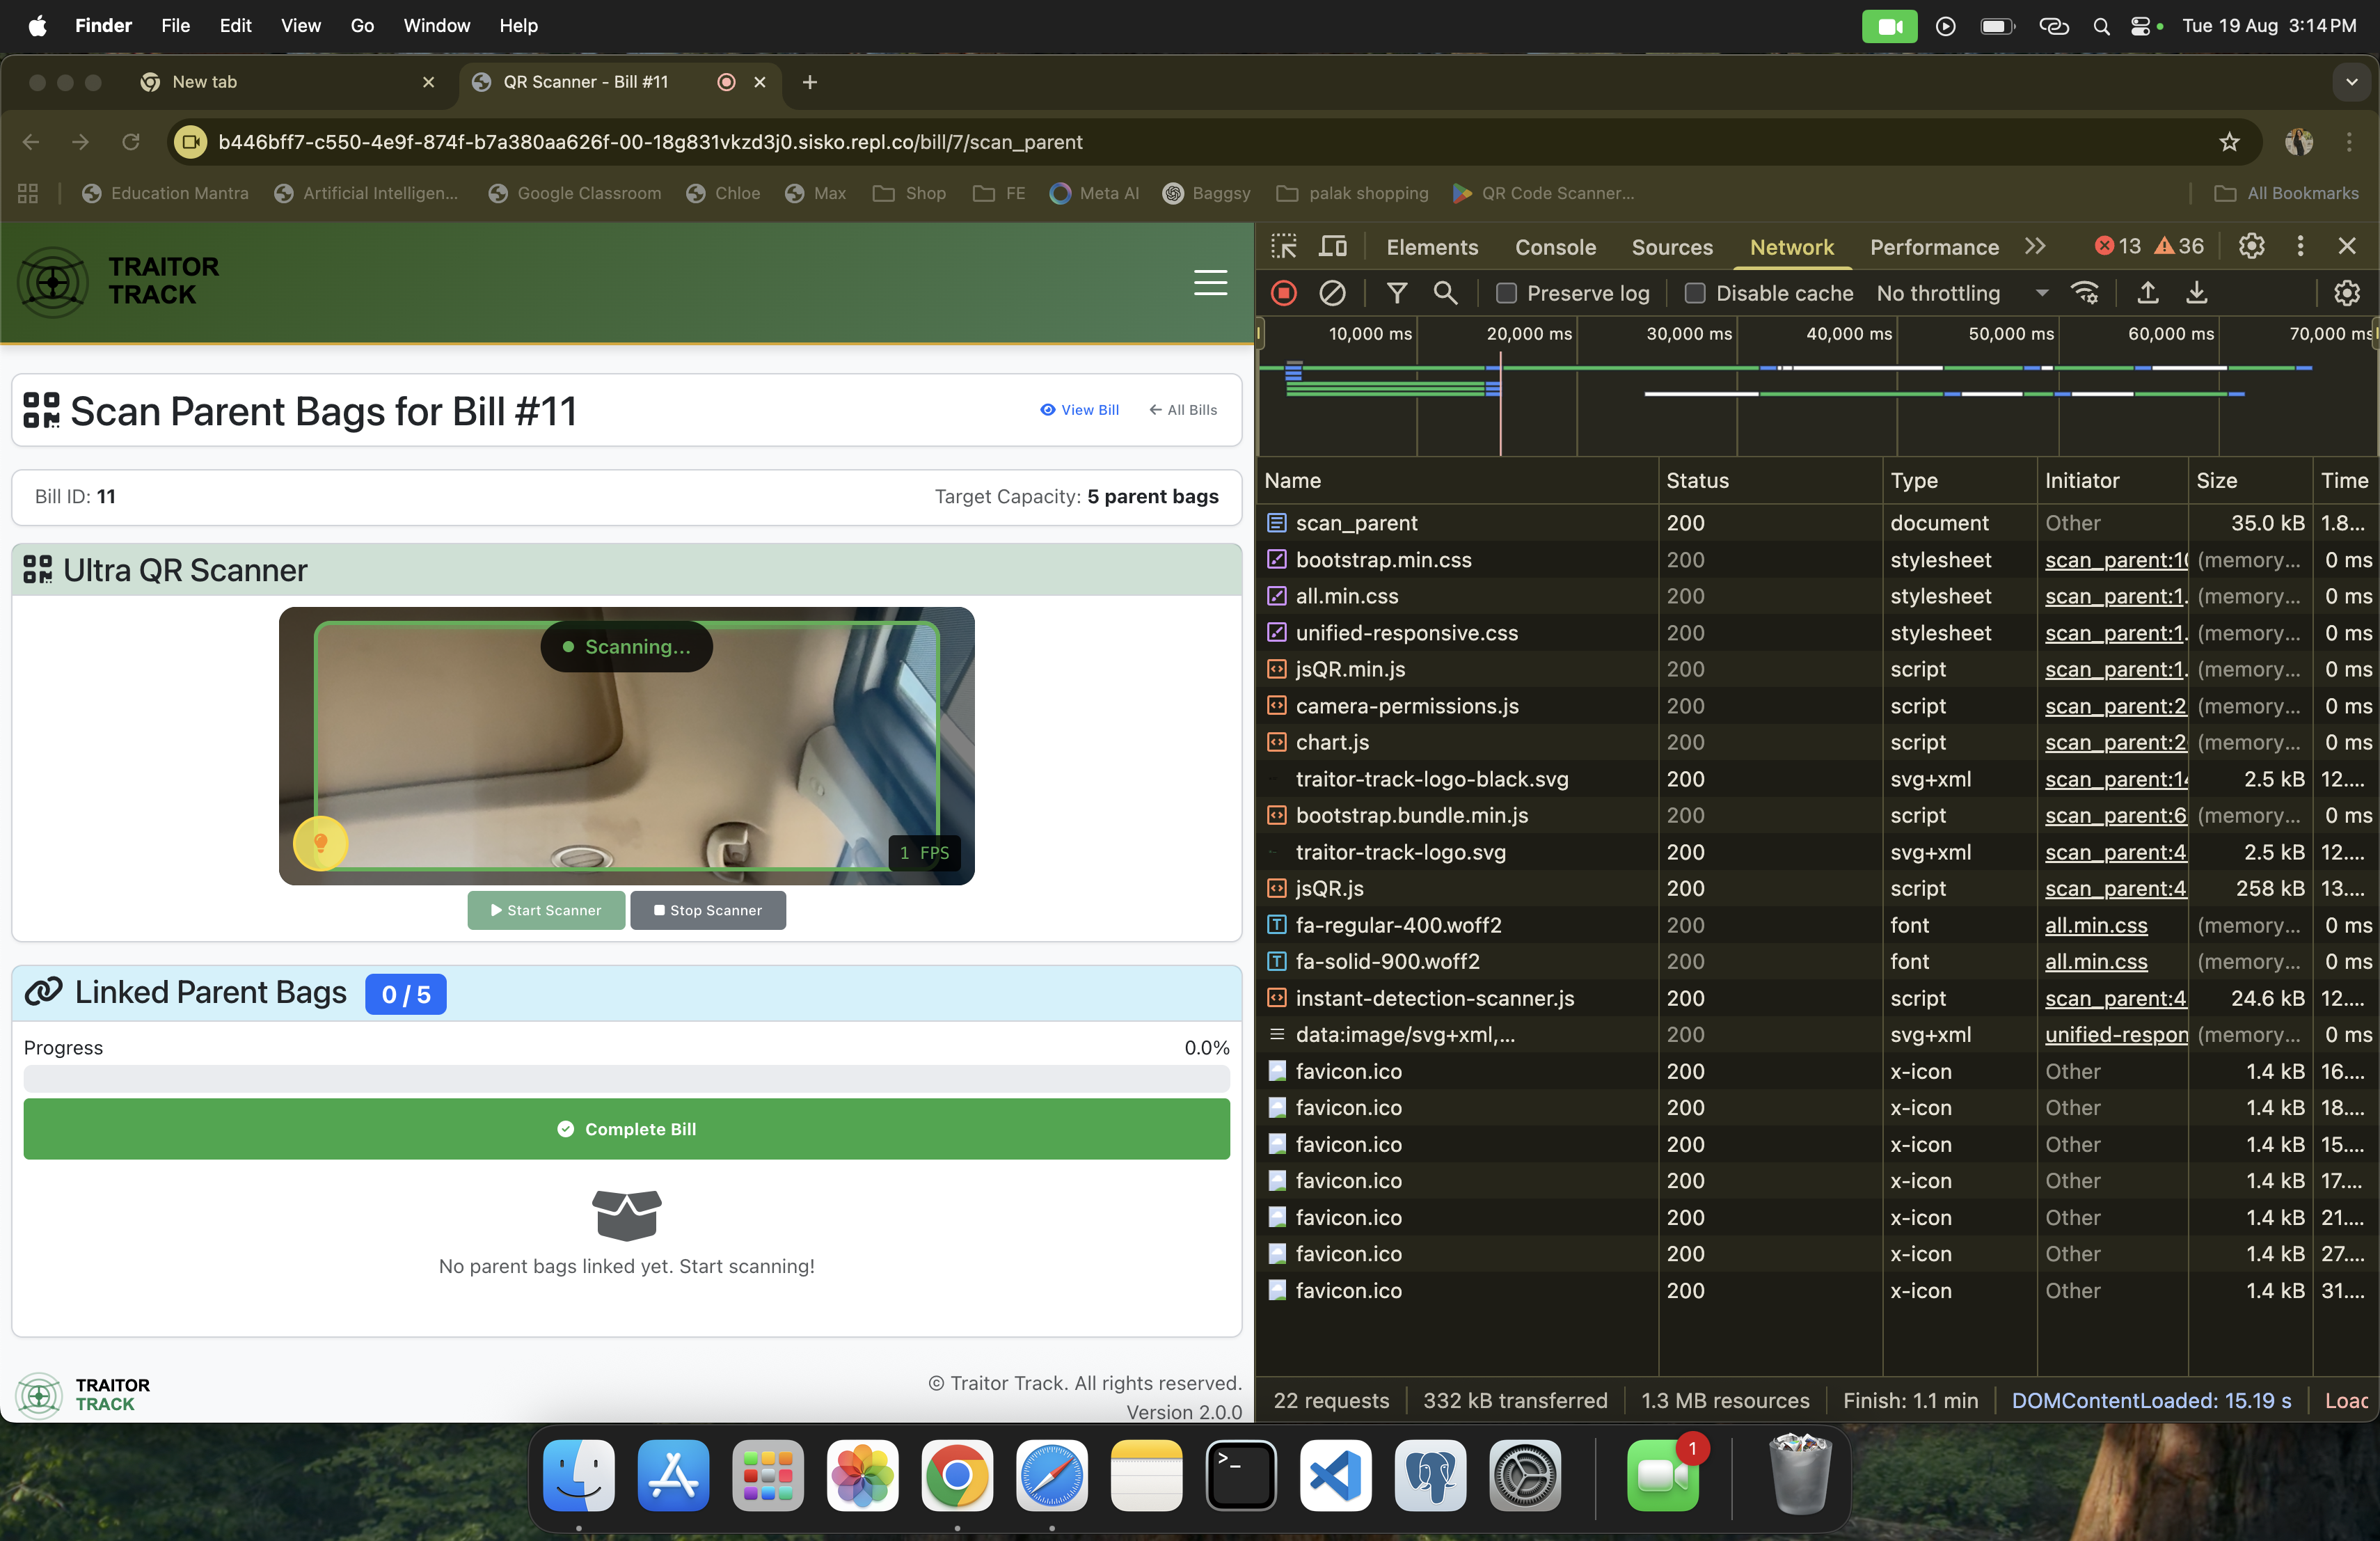 Finder File Edit View Go Window Help
Tue 19 Aug 3:14 PM
New tab
QR Scanner - Bill #11
b446bff7-c550-4e9f-874f-b7a380aa626f-00-18g831vkzd3j0.sisko.repl.co/bill/7/scan_parent
Education Mantra Artificial Intelligen... Google Classroom Chloe Max Shop FE Meta AI Baggsy palak shopping QR Code Scanner... All Bookmarks
TRAITOR
TRACK
Scan Parent Bags for Bill #11
View Bill
← All Bills
Bill ID: 11
Target Capacity: 5 parent bags
Ultra QR Scanner
Scanning...
1 FPS
Start Scanner
Stop Scanner
Linked Parent Bags 0 / 5
Progress 0.0%
Complete Bill
No parent bags linked yet. Start scanning!
TRAITOR
TRACK
© Traitor Track. All rights reserved.
Version 2.0.0
Elements Console Sources Network Performance 13 36
Preserve log Disable cache No throttling
10,000 ms 20,000 ms 30,000 ms 40,000 ms 50,000 ms 60,000 ms 70,000 ms
Name Status Type Initiator Size Time
scan_parent 200 document Other 35.0 kB 1.8...
bootstrap.min.css 200 stylesheet scan_parent:10 (memory... 0 ms
all.min.css 200 stylesheet scan_parent:1. (memory... 0 ms
unified-responsive.css 200 stylesheet scan_parent:1. (memory... 0 ms
jsQR.min.js 200 script scan_parent:1. (memory... 0 ms
camera-permissions.js 200 script scan_parent:2 (memory... 0 ms
chart.js 200 script scan_parent:2 (memory... 0 ms
traitor-track-logo-black.svg 200 svg+xml scan_parent:14 2.5 kB 12....
bootstrap.bundle.min.js 200 script scan_parent:6 (memory... 0 ms
traitor-track-logo.svg 200 svg+xml scan_parent:4 2.5 kB 12....
jsQR.js 200 script scan_parent:4 258 kB 13....
fa-regular-400.woff2 200 font all.min.css (memory... 0 ms
fa-solid-900.woff2 200 font all.min.css (memory... 0 ms
instant-detection-scanner.js 200 script scan_parent:4 24.6 kB 12....
data:image/svg+xml,... 200 svg+xml unified-respon (memory... 0 ms
favicon.ico 200 x-icon Other 1.4 kB 16....
favicon.ico 200 x-icon Other 1.4 kB 18....
favicon.ico 200 x-icon Other 1.4 kB 15....
favicon.ico 200 x-icon Other 1.4 kB 17....
favicon.ico 200 x-icon Other 1.4 kB 21....
favicon.ico 200 x-icon Other 1.4 kB 27....
favicon.ico 200 x-icon Other 1.4 kB 31....
22 requests 332 kB transferred 1.3 MB resources Finish: 1.1 min DOMContentLoaded: 15.19 s Load
1